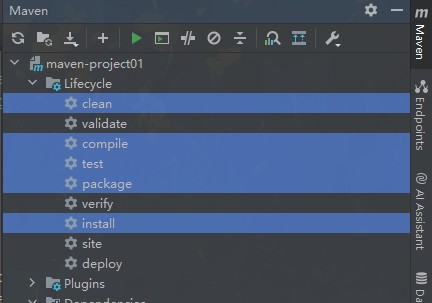 Maven
maven-project01
Lifecycle
clean
validate
compile
test
package
verify
install
site
deploy
Plugins
Dependencies
m
Maven
Endpoints
AI Assistant